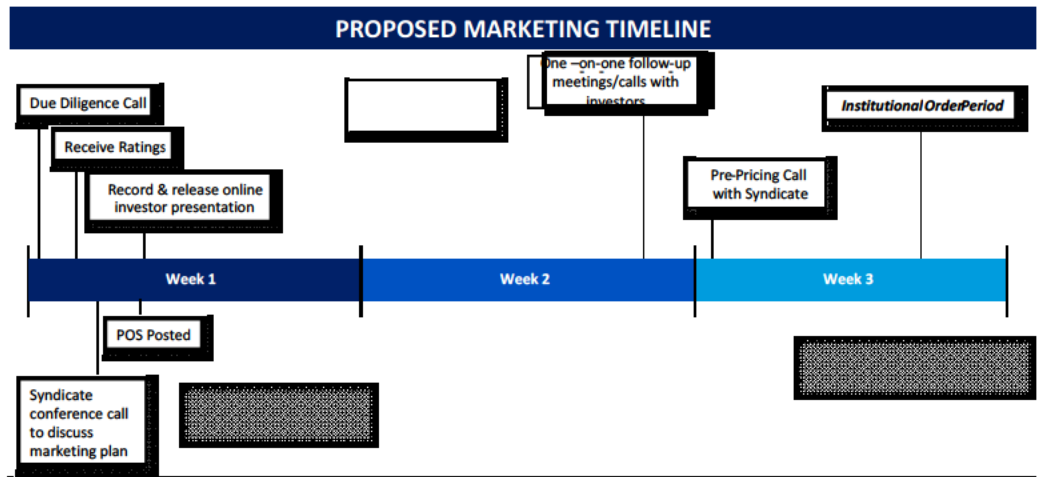 PROPOSED MARKETING TIMELINE
One –on-one follow-up
meetings/calls with
investors
Due Diligence Call
Institutional Order Period
Receive Ratings
Pre-Pricing Call
with Syndicate
Record & release online
investor presentation
Week 1
Week 2
Week 3
POS Posted
Syndicate
conference call
to discuss
marketing plan